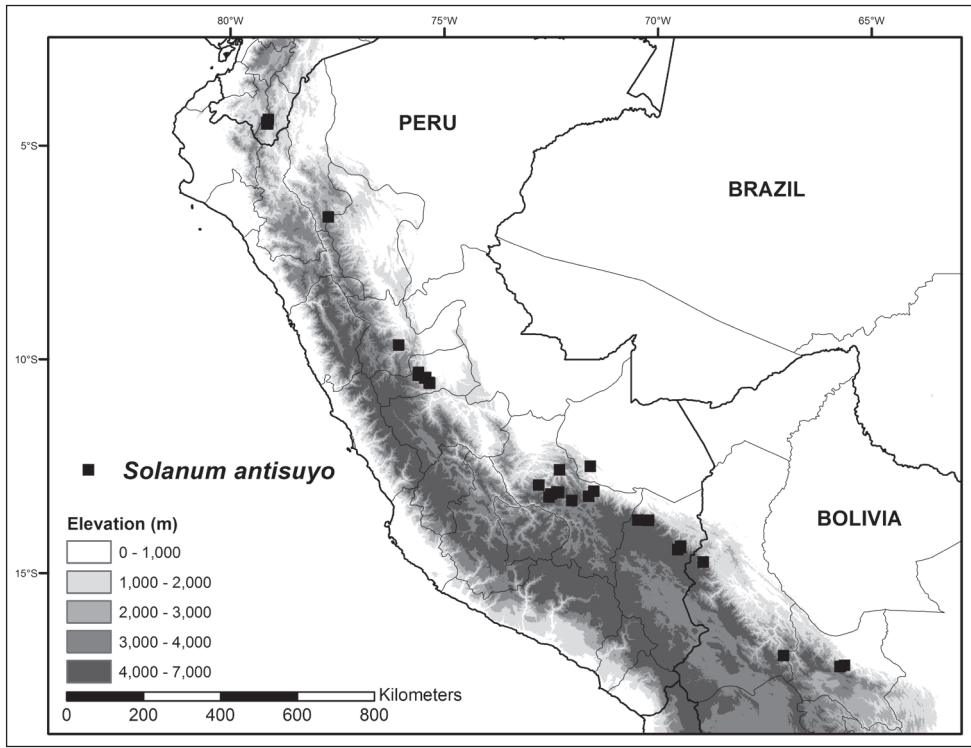 80°W 75°W 70°W 65°W
PERU
5°S
BRAZIL
10°S
Solanum antisuyo
BOLIVIA
Elevation (m)
0 - 1,000
15°S
1,000 - 2,000
2,000 - 3,000
3,000 - 4,000
4,000 - 7,000
Kilometers
0 200 400 600 800